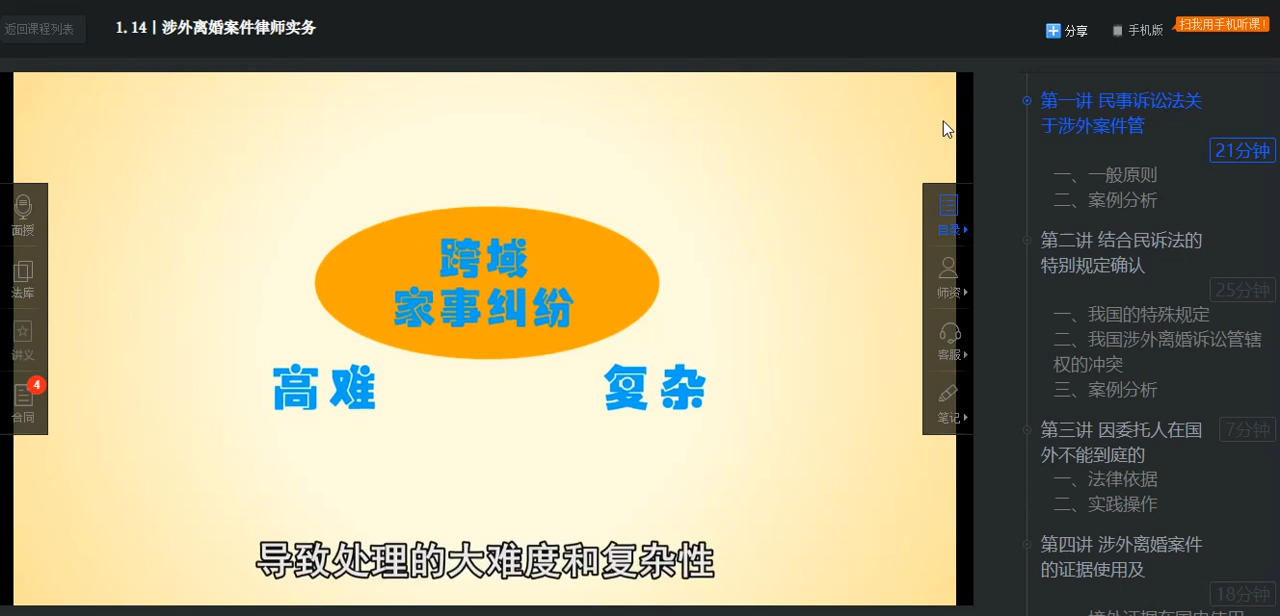 返回课程列表
1.14丨涉外离婚案件律师实务
分享
手机版
扫我用手机听课!
面授
法库
讲义
4
合同
跨域
家事纠纷
高难
复杂
导致处理的大难度和复杂性
目录
师资
客服
笔记
第一讲 民事诉讼法关
于涉外案件管
21分钟
一、一般原则
二、案例分析
第二讲 结合民诉法的
特别规定确认
25分钟
一、我国的特殊规定
二、我国涉外离婚诉讼管辖
权的冲突
三、案例分析
第三讲 因委托人在国
外不能到庭的
7分钟
一、法律依据
二、实践操作
第四讲 涉外离婚案件
的证据使用及
18分钟